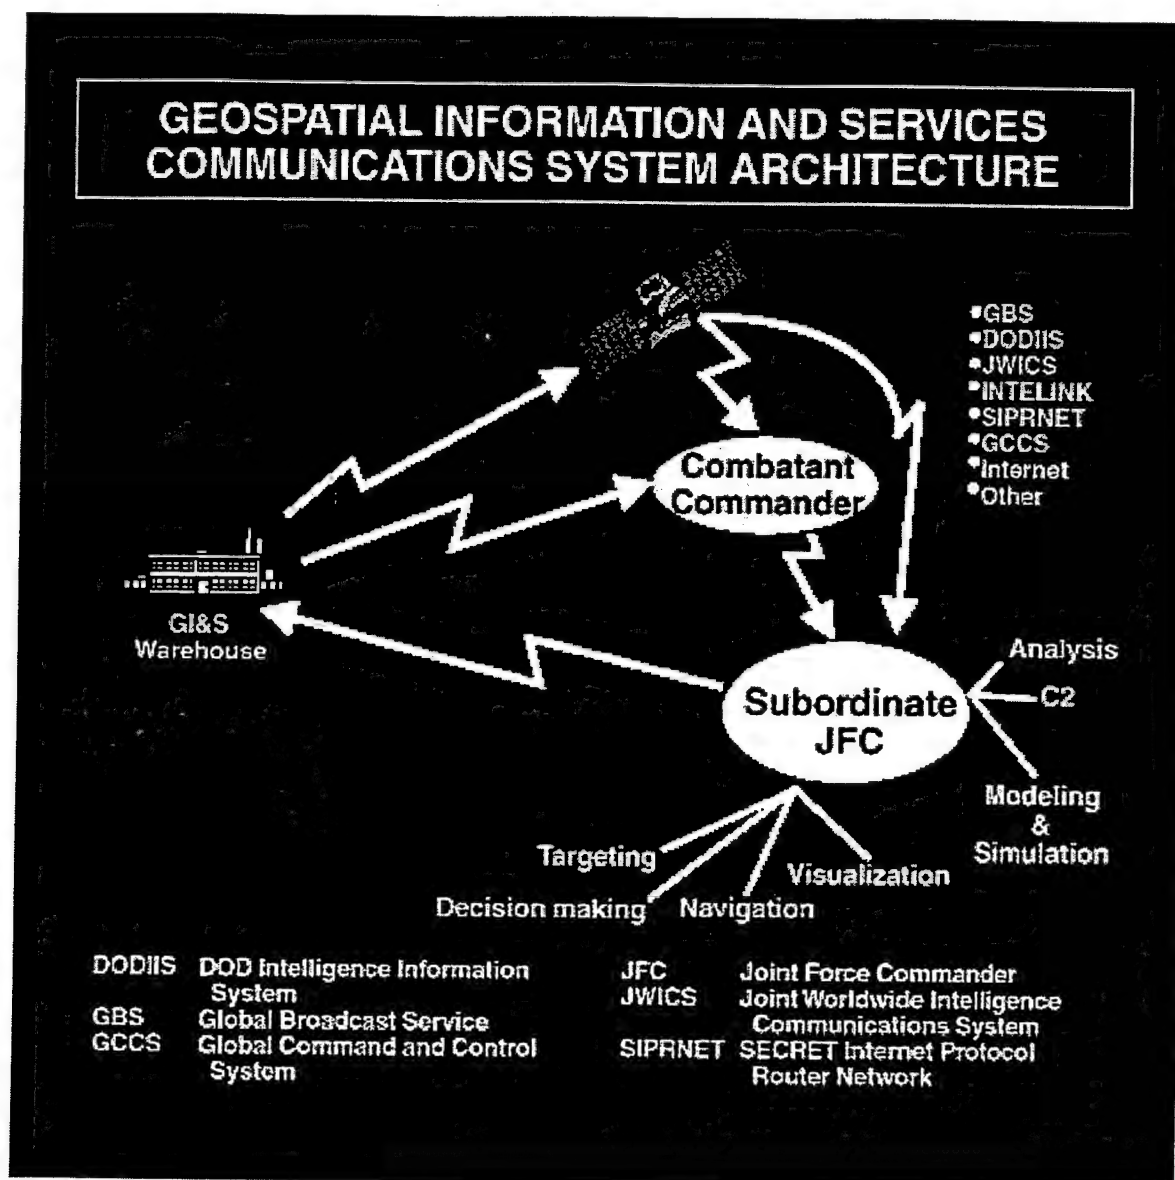 GEOSPATIAL INFORMATION AND SERVICES
COMMUNICATIONS SYSTEM ARCHITECTURE
•GBS
•DODIIS
•JWICS
•INTELINK
•SIPRNET
•GCCS
•Internet
•Other
Combatant
Commander
GI&S
Warehouse
Subordinate
JFC
Analysis
C2
Modeling
&
Simulation
Targeting
Visualization
Decision making
Navigation
DODIIS DOD Intelligence Information
System
GBS Global Broadcast Service
GCCS Global Command and Control
System
JFC Joint Force Commander
JWICS Joint Worldwide Intelligence
Communications System
SIPRNET SECRET Internet Protocol
Router Network